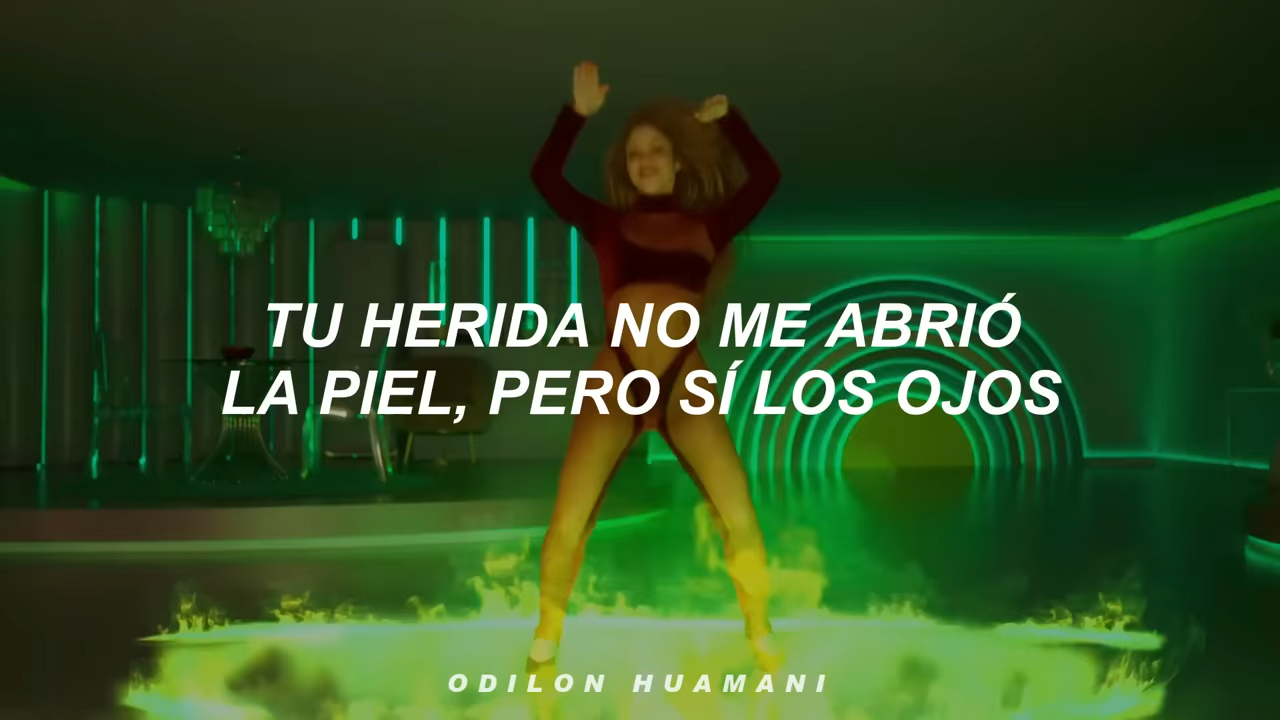 TU HERIDA NO ME ABRIÓ
LA PIEL, PERO SÍ LOS OJOS
ODILON HUAMANI